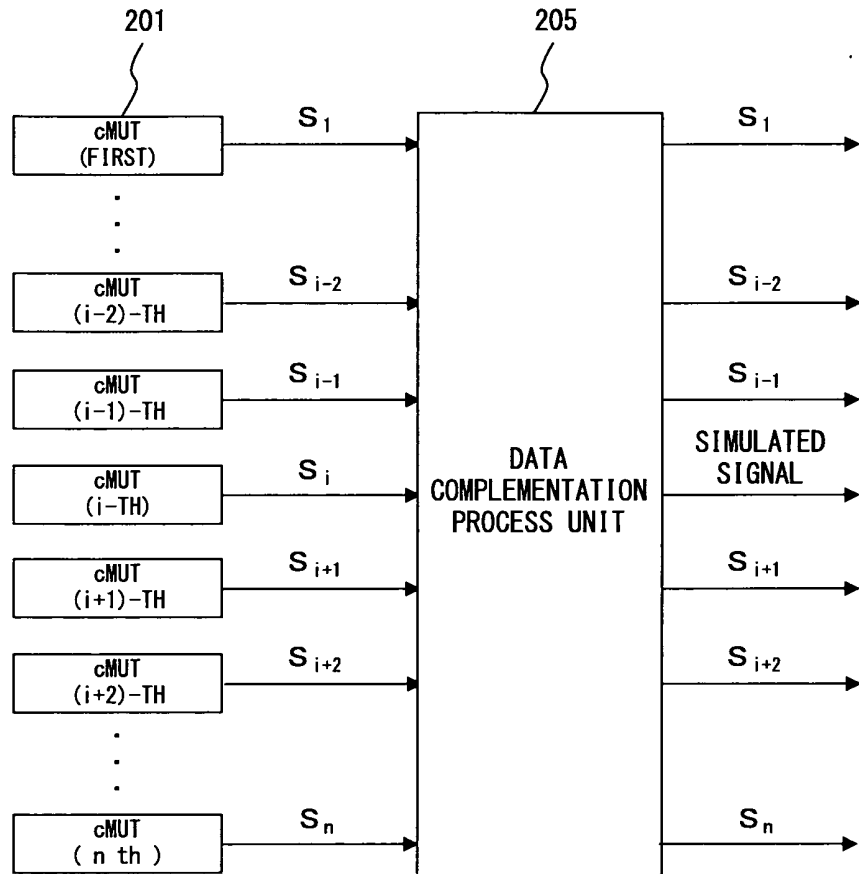 201
205
cMUT
(FIRST)
S1
S1
cMUT
(i-2)-TH
Si-2
Si-2
cMUT
(i-1)-TH
Si-1
Si-1
cMUT
(i-TH)
Si
DATA
COMPLEMENTATION
PROCESS UNIT
SIMULATED
SIGNAL
cMUT
(i+1)-TH
Si+1
Si+1
cMUT
(i+2)-TH
Si+2
Si+2
cMUT
( n th )
Sn
Sn